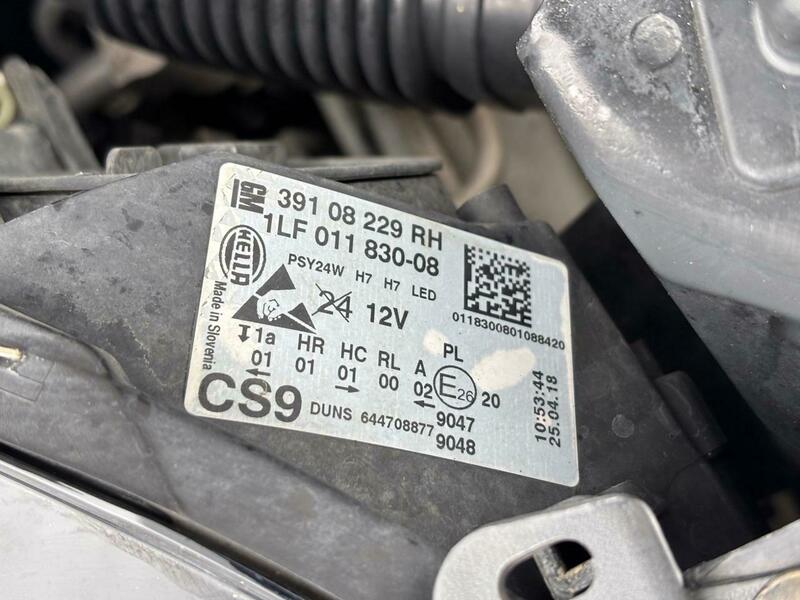 GM 391 08 229 RH
1LF 011 830-08
HELLA
PSY24W H7 H7 LED
24 12V
0118300801088420
Made in Slovenia
1a HR HC RL A PL
01 01 01 00 02 E26 20
9047
CS9 DUNS 644708877 9048
10:53:44
25.04.18